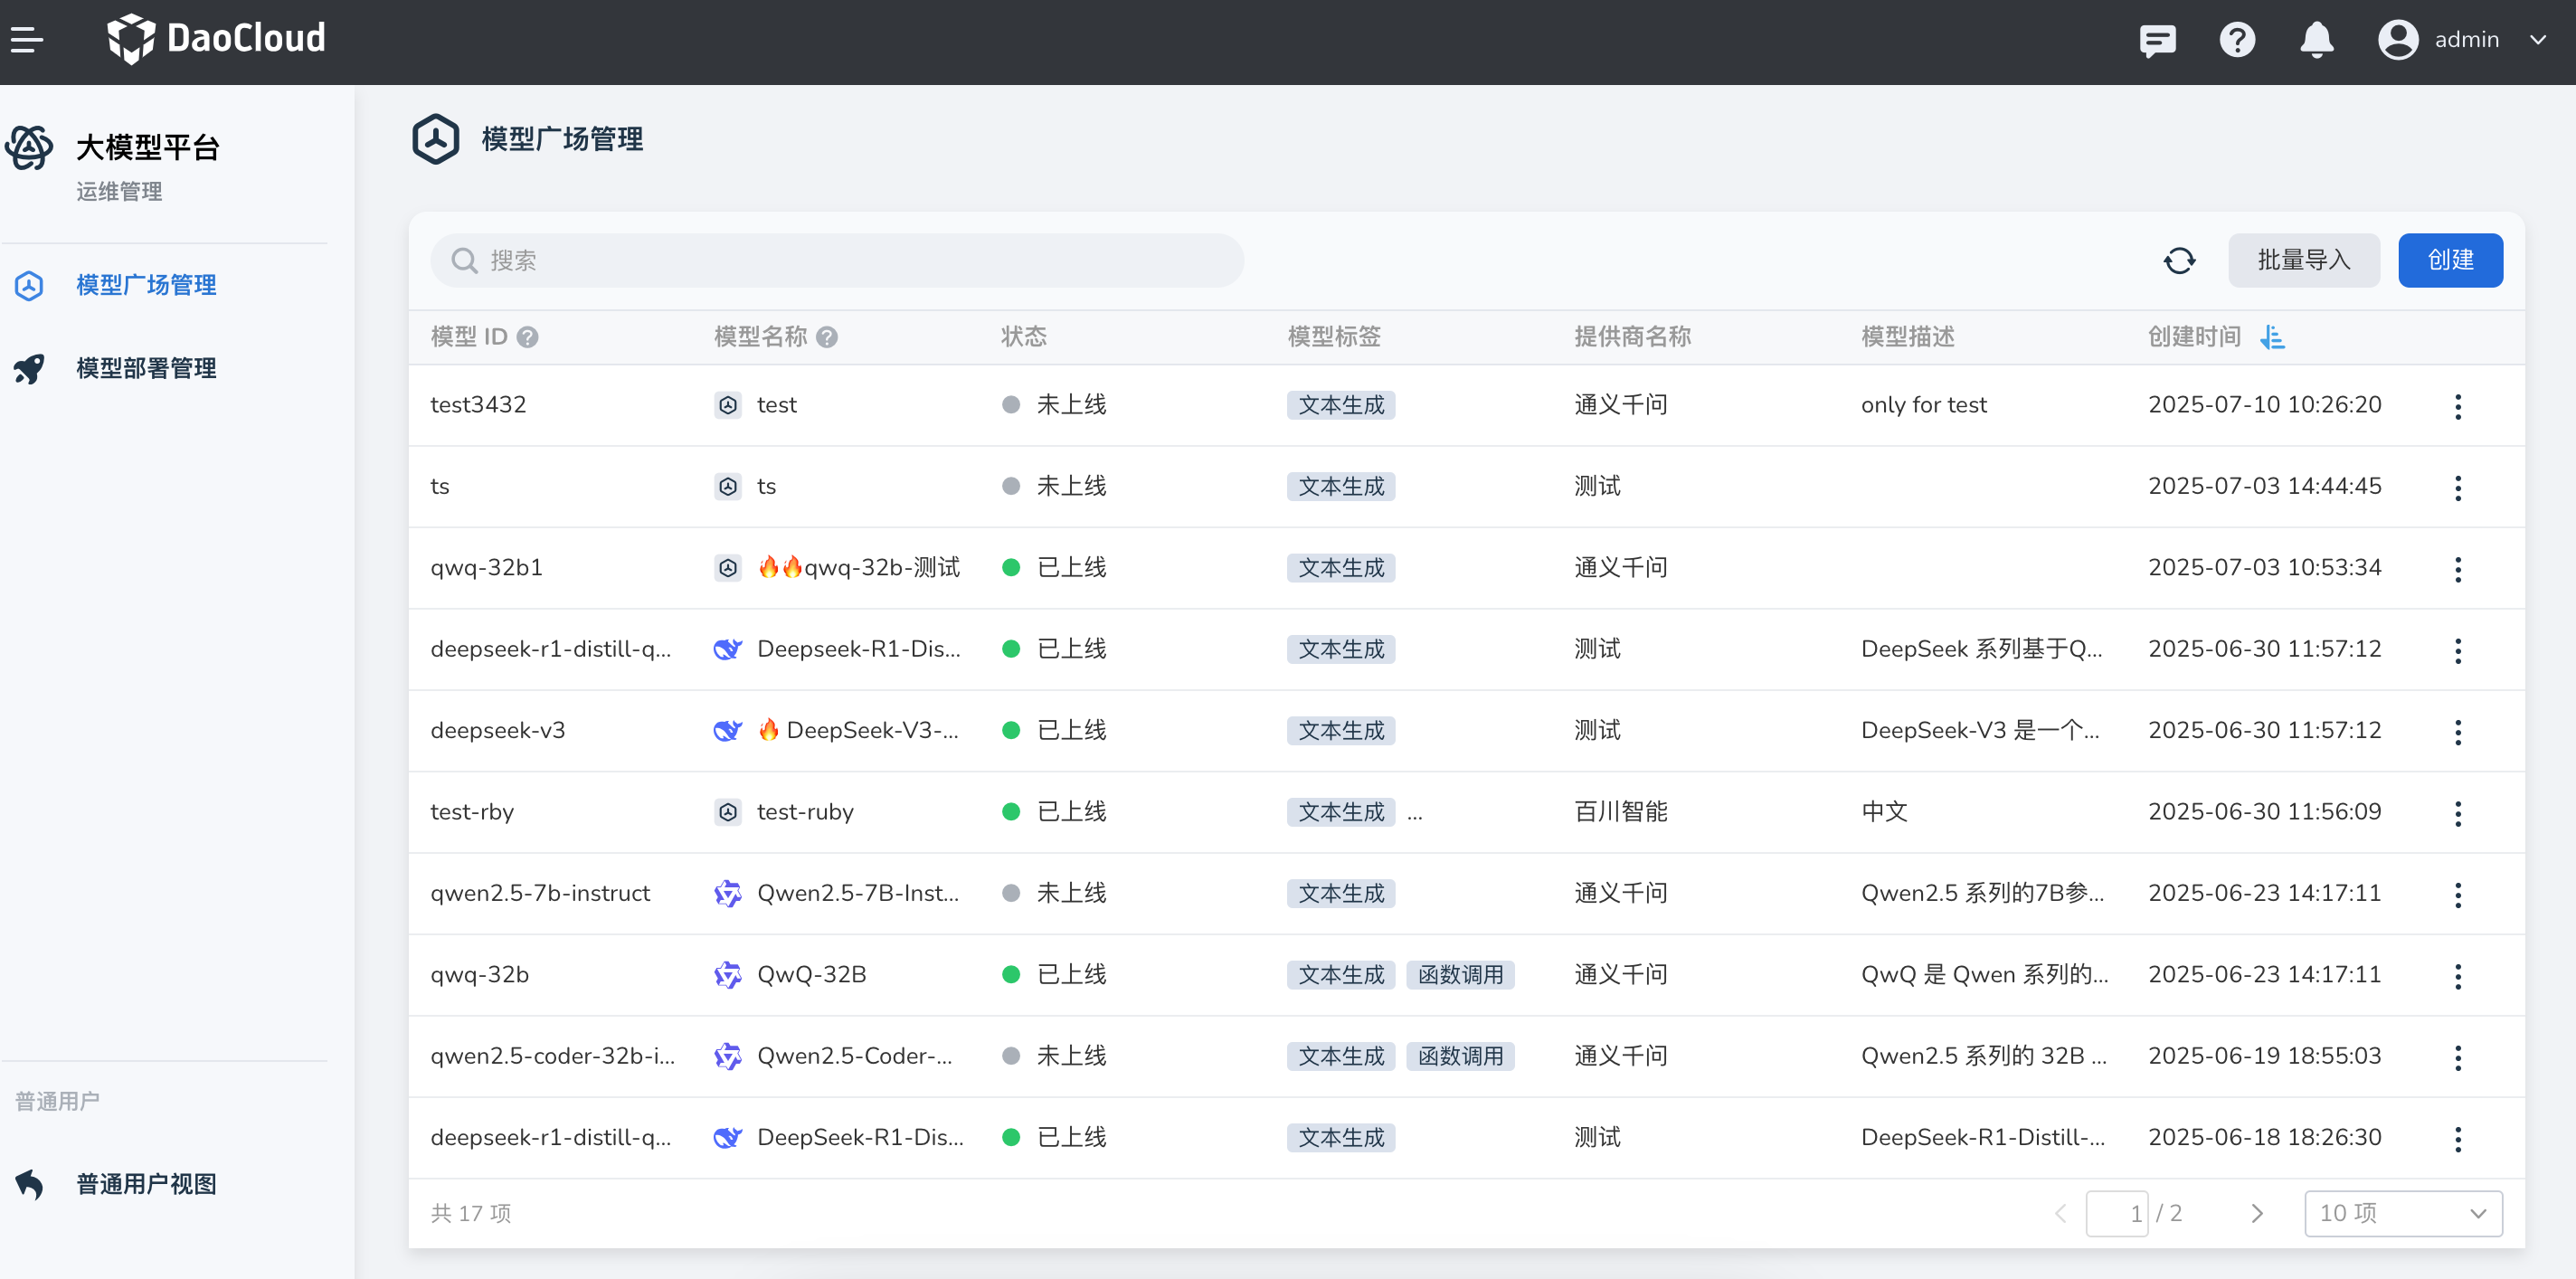 DaoCloud
admin
大模型平台
运维管理
模型广场管理
模型部署管理
普通用户
普通用户视图
模型广场管理
搜索
批量导入 创建
模型 ID 模型名称 状态 模型标签 提供商名称 模型描述 创建时间
test3432 test 未上线 文本生成 通义千问 only for test 2025-07-10 10:26:20
ts ts 未上线 文本生成 测试 2025-07-03 14:44:45
qwq-32b1 🔥🔥qwq-32b-测试 已上线 文本生成 通义千问 2025-07-03 10:53:34
deepseek-r1-distill-q... Deepseek-R1-Dis... 已上线 文本生成 测试 DeepSeek 系列基于Q... 2025-06-30 11:57:12
deepseek-v3 🔥 DeepSeek-V3-... 已上线 文本生成 测试 DeepSeek-V3 是一个... 2025-06-30 11:57:12
test-rby test-ruby 已上线 文本生成 ... 百川智能 中文 2025-06-30 11:56:09
qwen2.5-7b-instruct Qwen2.5-7B-Inst... 未上线 文本生成 通义千问 Qwen2.5 系列的7B参... 2025-06-23 14:17:11
qwq-32b QwQ-32B 已上线 文本生成 函数调用 通义千问 QwQ 是 Qwen 系列的... 2025-06-23 14:17:11
qwen2.5-coder-32b-i... Qwen2.5-Coder-... 未上线 文本生成 函数调用 通义千问 Qwen2.5 系列的 32B ... 2025-06-19 18:55:03
deepseek-r1-distill-q... DeepSeek-R1-Dis... 已上线 文本生成 测试 DeepSeek-R1-Distill-... 2025-06-18 18:26:30
共 17 项 1 / 2 10 项